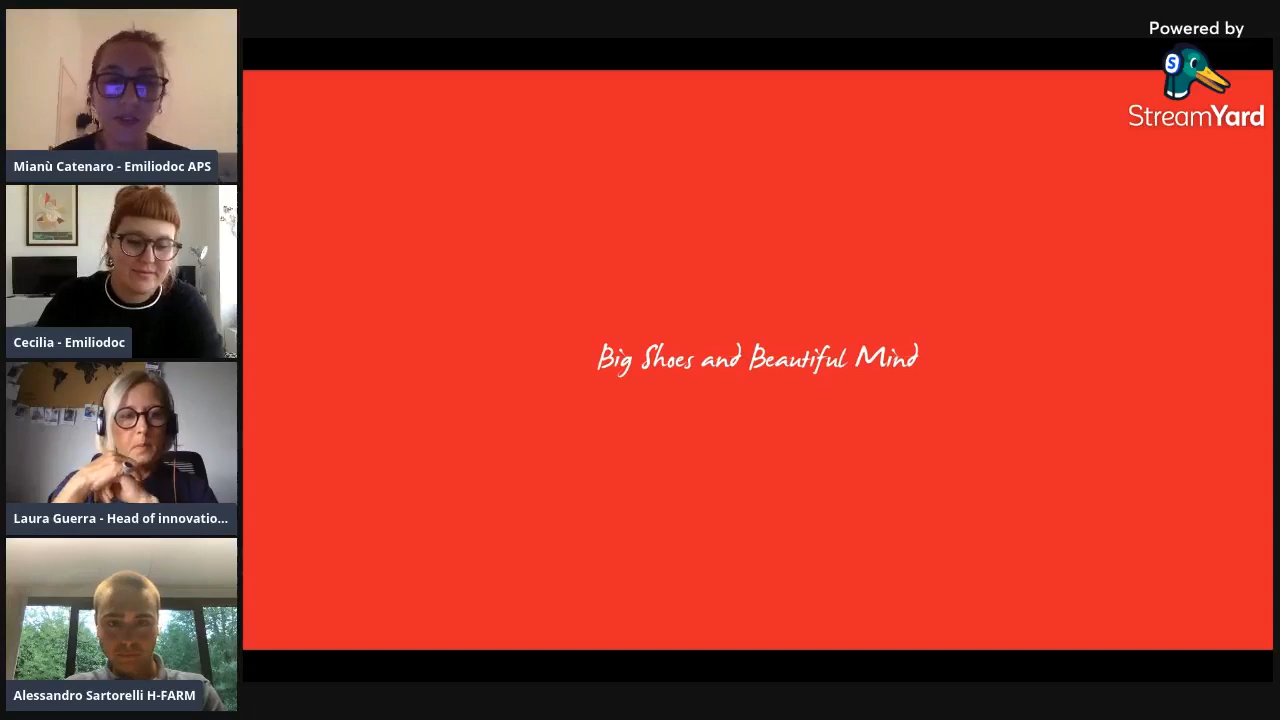 Powered by
StreamYard
Mianù Catenaro - Emiliodoc APS
Cecilia - Emiliodoc
Laura Guerra - Head of innovatio...
Alessandro Sartorelli H-FARM
Big Shoes and Beautiful Mind